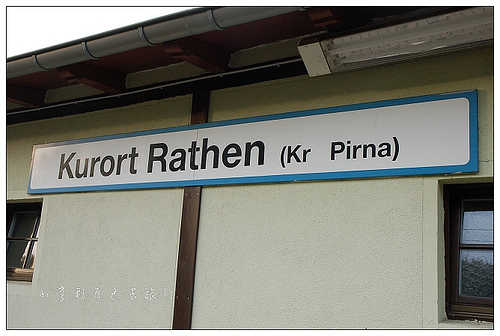 Kurort Rathen (Kr Pirna)